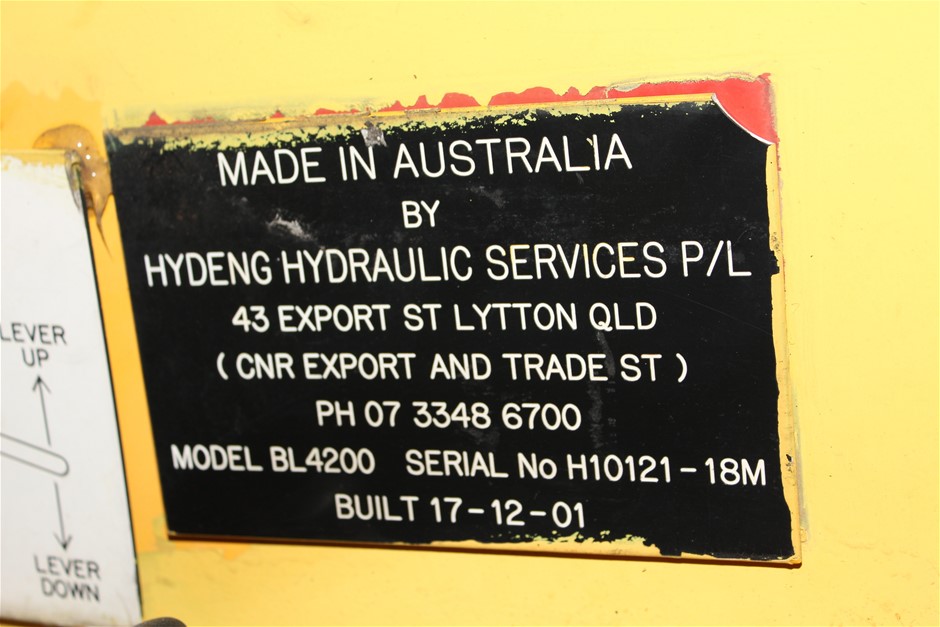 MADE IN AUSTRALIA
BY
HYDENG HYDRAULIC SERVICES P/L
43 EXPORT ST LYTTON QLD
( CNR EXPORT AND TRADE ST )
PH 07 3348 6700
MODEL BL4200 SERIAL No H10121-18M
BUILT 17-12-01
LEVER
UP
LEVER
DOWN